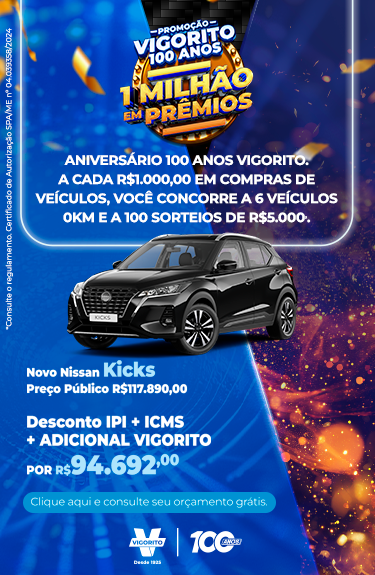 PROMOÇÃO
VIGORITO
100 ANOS
1 MILHÃO
EM PRÊMIOS
ANIVERSÁRIO 100 ANOS VIGORITO.
A CADA R$1.000,00 EM COMPRAS DE
VEÍCULOS, VOCÊ CONCORRE A 6 VEÍCULOS
0KM E A 100 SORTEIOS DE R$5.000*.
*Consulte o regulamento. Certificado de Autorização SPA/ME nº 04.039358/2024
KICKS
Novo Nissan Kicks
Preço Público R$117.890,00
Desconto IPI + ICMS
+ ADICIONAL VIGORITO
POR R$94.692,00
Clique aqui e consulte seu orçamento grátis.
VIGORITO
Desde 1925
100 ANOS